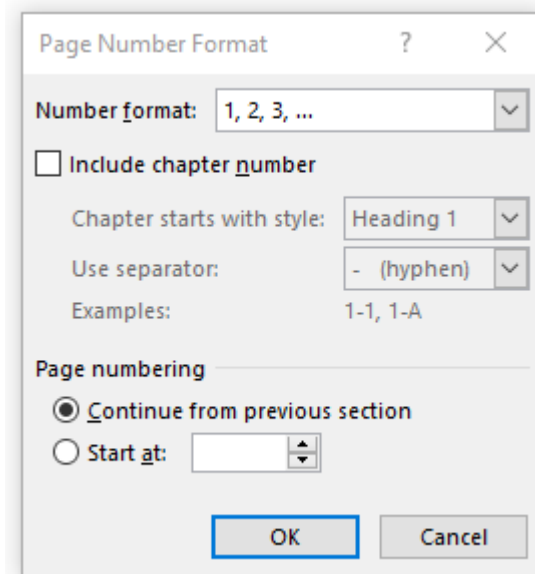 Page Number Format ?
Number format: 1, 2, 3, ...
Include chapter number
Chapter starts with style: Heading 1
Use separator: - (hyphen)
Examples: 1-1, 1-A
Page numbering
Continue from previous section
Start at:
OK Cancel